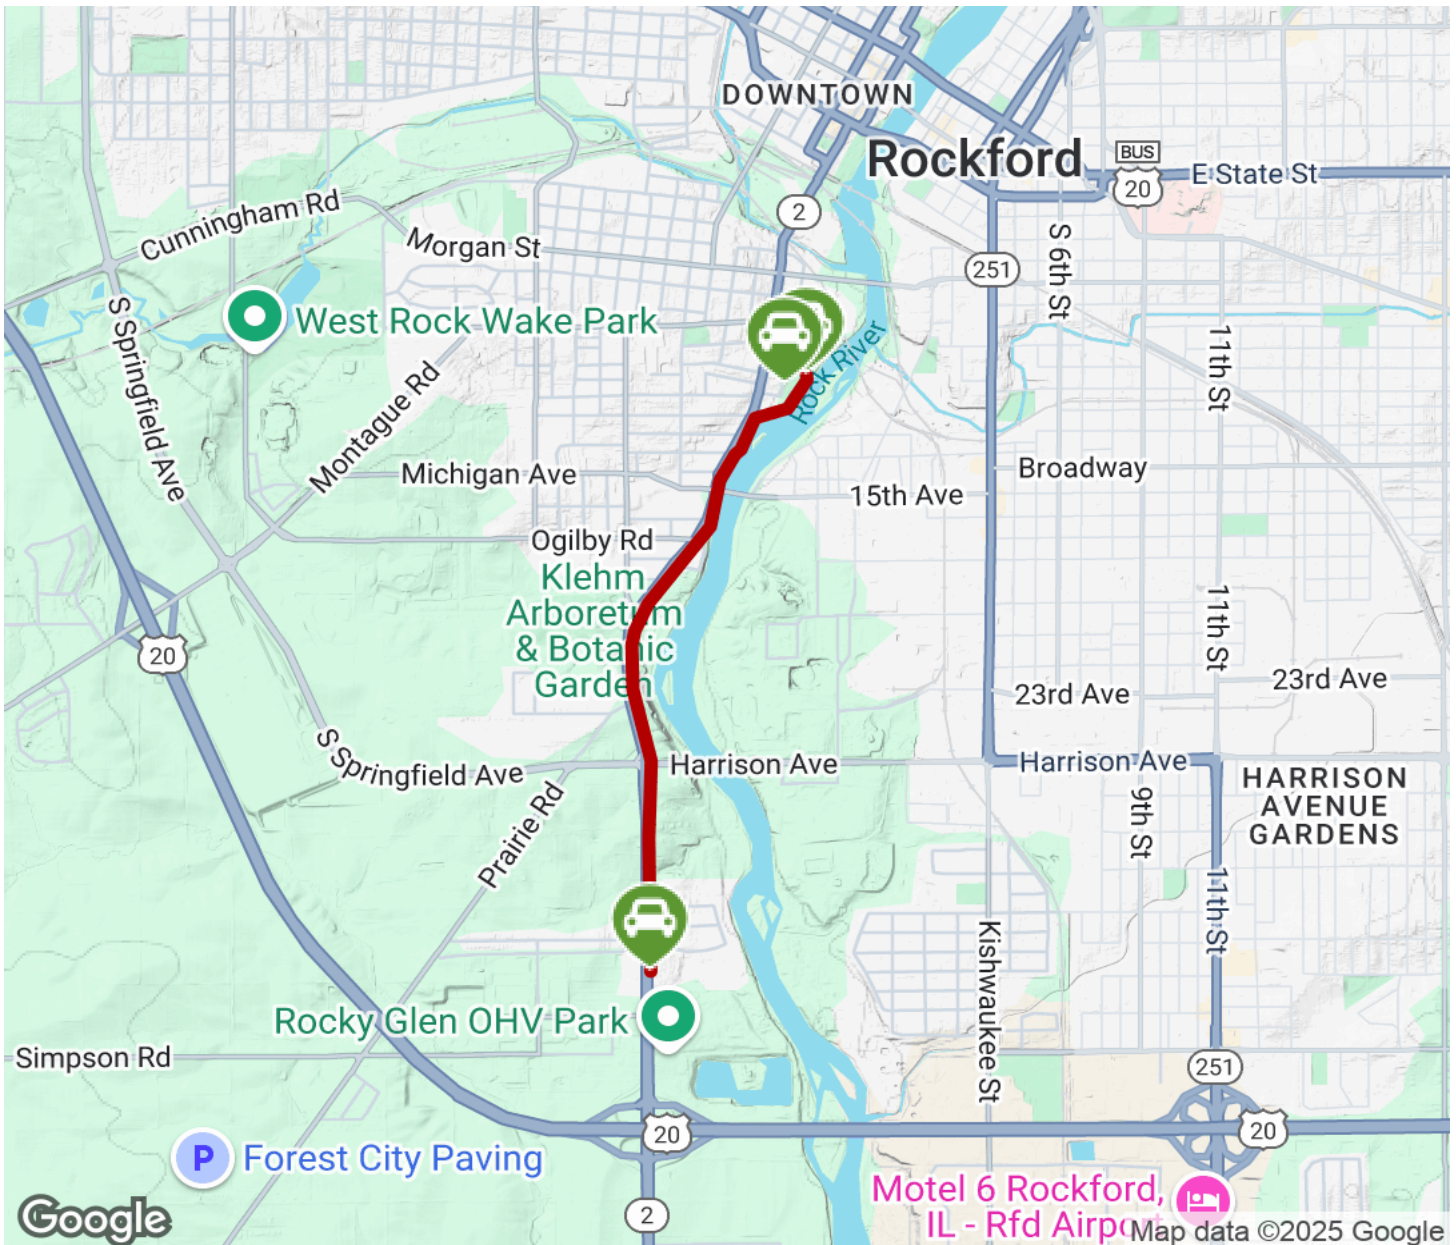 DOWNTOWN
Rockford
BUS
20
E State St
2
Cunningham Rd
Morgan St
251
S 6th St
S Springfield Ave
West Rock Wake Park
Rock River
11th St
Montague Rd
Michigan Ave
15th Ave
Broadway
Ogilby Rd
Klehm
Arboretum
& Botanic
Garden
20
11th St
23rd Ave
23rd Ave
S Springfield Ave
Harrison Ave
Harrison Ave
HARRISON
AVENUE
GARDENS
Prairie Rd
9th St
11th St
Kishwaukee St
Rocky Glen OHV Park
Simpson Rd
251
20
20
P
Forest City Paving
Motel 6 Rockford,
IL - Rfd Airport
2
Google
Map data ©2025 Google